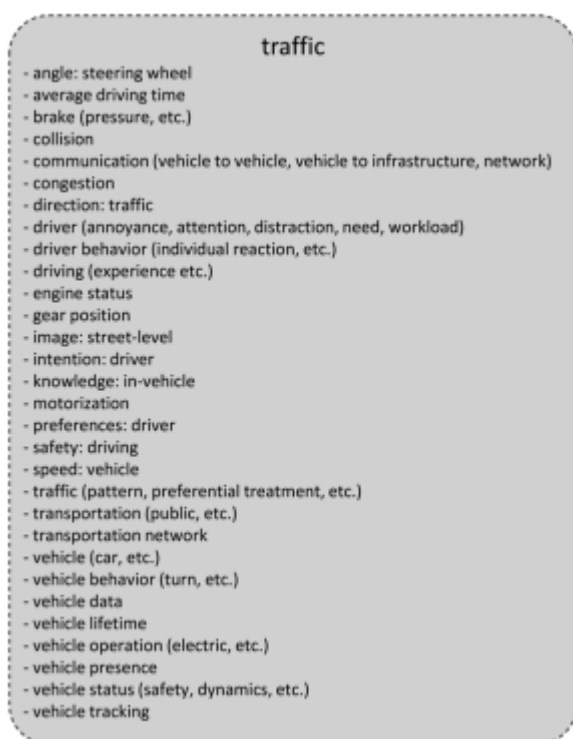 traffic
- angle: steering wheel
- average driving time
- brake (pressure, etc.)
- collision
- communication (vehicle to vehicle, vehicle to infrastructure, network)
- congestion
- direction: traffic
- driver (annoyance, attention, distraction, need, workload)
- driver behavior (individual reaction, etc.)
- driving (experience etc.)
- engine status
- gear position
- image: street-level
- intention: driver
- knowledge: in-vehicle
- motorization
- preferences: driver
- safety: driving
- speed: vehicle
- traffic (pattern, preferential treatment, etc.)
- transportation (public, etc.)
- transportation network
- vehicle (car, etc.)
- vehicle behavior (turn, etc.)
- vehicle data
- vehicle lifetime
- vehicle operation (electric, etc.)
- vehicle presence
- vehicle status (safety, dynamics, etc.)
- vehicle tracking